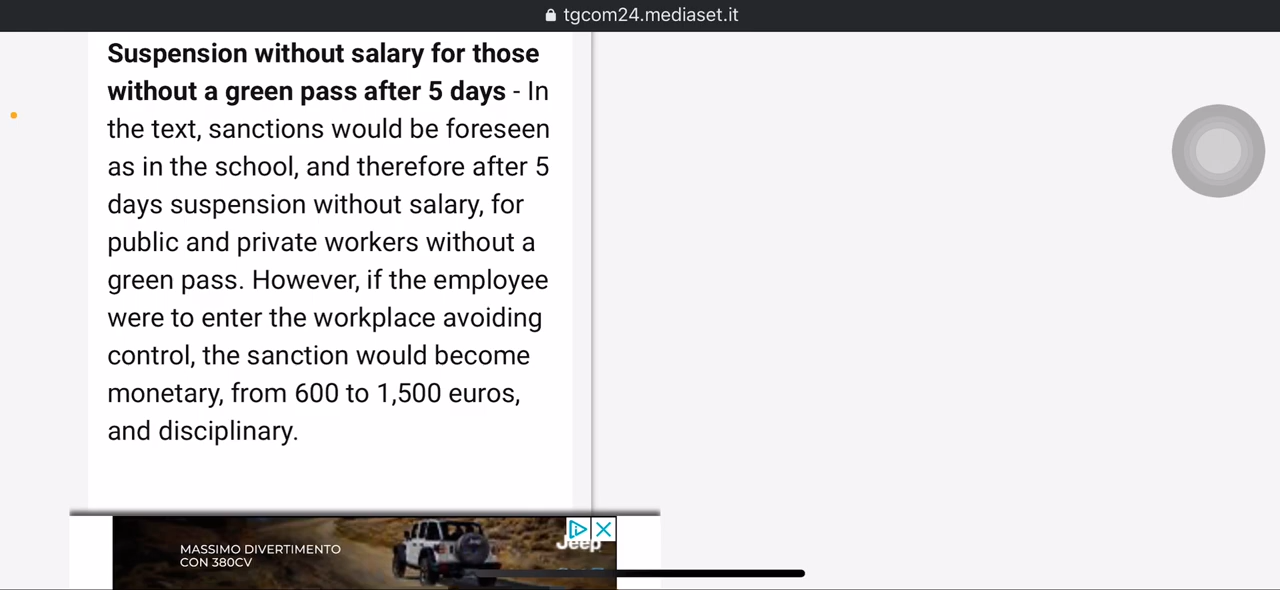 tgcom24.mediaset.it
Suspension without salary for those
without a green pass after 5 days - In
the text, sanctions would be foreseen
as in the school, and therefore after 5
days suspension without salary, for
public and private workers without a
green pass. However, if the employee
were to enter the workplace avoiding
control, the sanction would become
monetary, from 600 to 1,500 euros,
and disciplinary.
MASSIMO DIVERTIMENTO
CON 380CV
Jeep